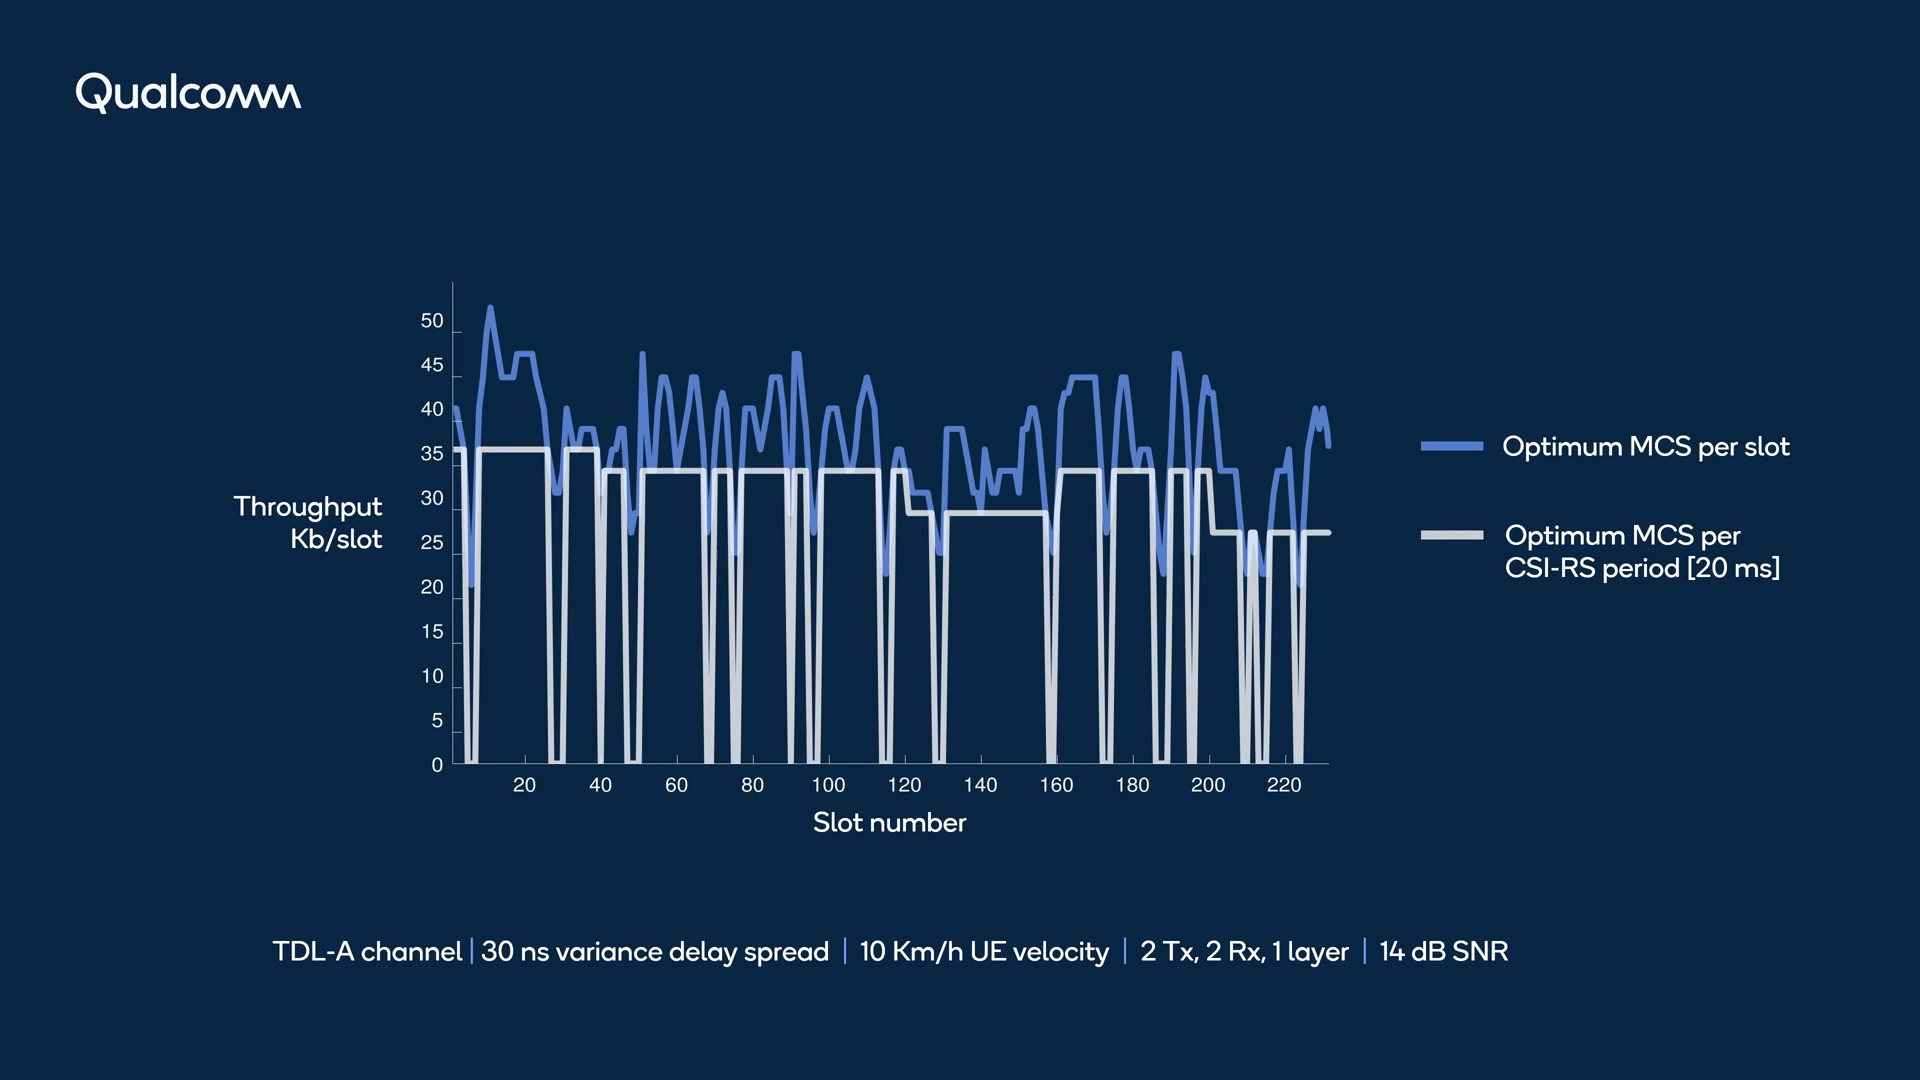 Qualcomm
50
45
40
35
30
25
20
15
10
5
0
Throughput
Kb/slot
20 40 60 80 100 120 140 160 180 200 220
Slot number
Optimum MCS per slot
Optimum MCS per
CSI-RS period [20 ms]
TDL-A channel | 30 ns variance delay spread | 10 Km/h UE velocity | 2 Tx, 2 Rx, 1 layer | 14 dB SNR